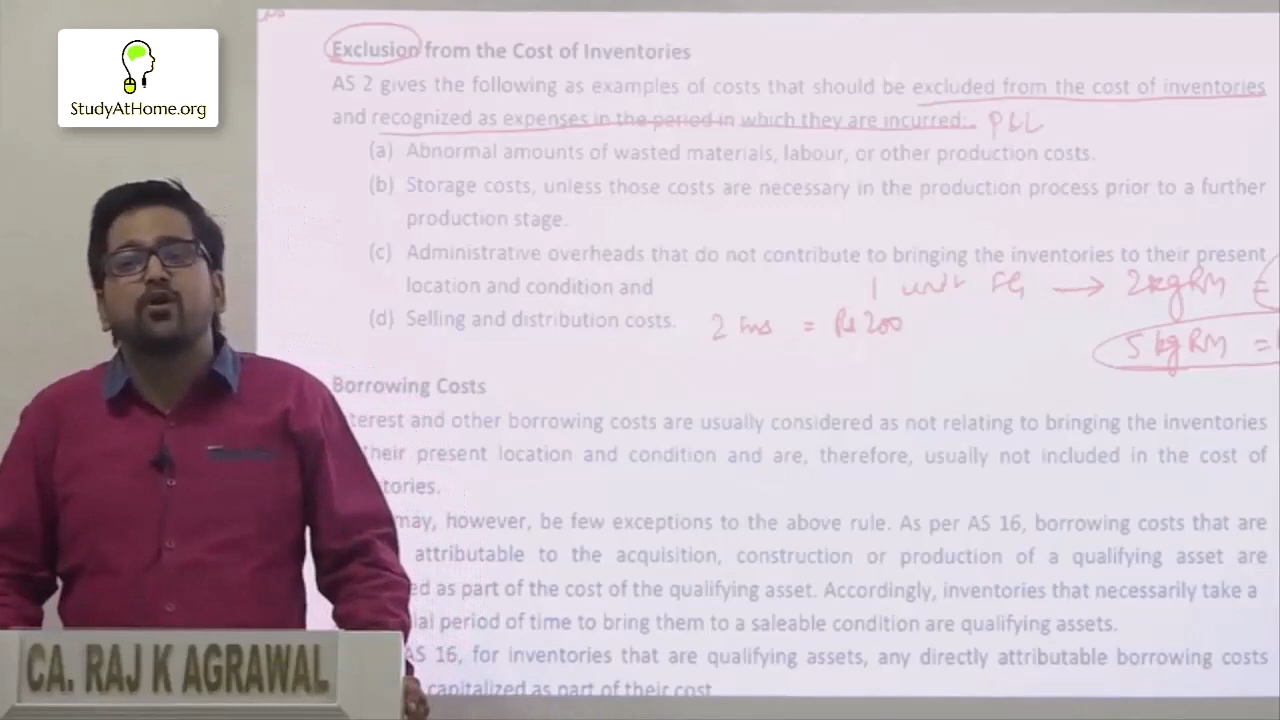 StudyAtHome.org
Exclusion from the Cost of Inventories
AS 2 gives the following as examples of costs that should be excluded from the cost of inventories
and recognized as expenses in the period in which they are incurred: P&L
(a) Abnormal amounts of wasted materials, labour, or other production costs.
(b) Storage costs, unless those costs are necessary in the production process prior to a further
production stage.
(c) Administrative overheads that do not contribute to bringing the inventories to their present
location and condition and
1 unit FG → 2 kg RM
(d) Selling and distribution costs.
= Rs 200
5 kg RM =
Borrowing Costs
terest and other borrowing costs are usually considered as not relating to bringing the inventories
their present location and condition and are, therefore, usually not included in the cost of
tories.
may, however, be few exceptions to the above rule. As per AS 16, borrowing costs that are
attributable to the acquisition, construction or production of a qualifying asset are
ed as part of the cost of the qualifying asset. Accordingly, inventories that necessarily take a
ial period of time to bring them to a saleable condition are qualifying assets.
AS 16, for inventories that are qualifying assets, any directly attributable borrowing costs
capitalized as part of their cost
CA. RAJ K AGRAWAL